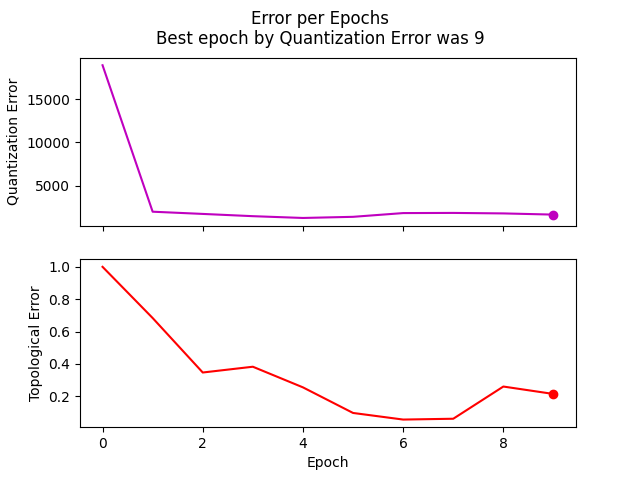 Error per Epochs
Best epoch by Quantization Error was 9
Quantization Error
15000
10000
5000
Topological Error
1.0
0.8
0.6
0.4
0.2
0 2 4 6 8
Epoch